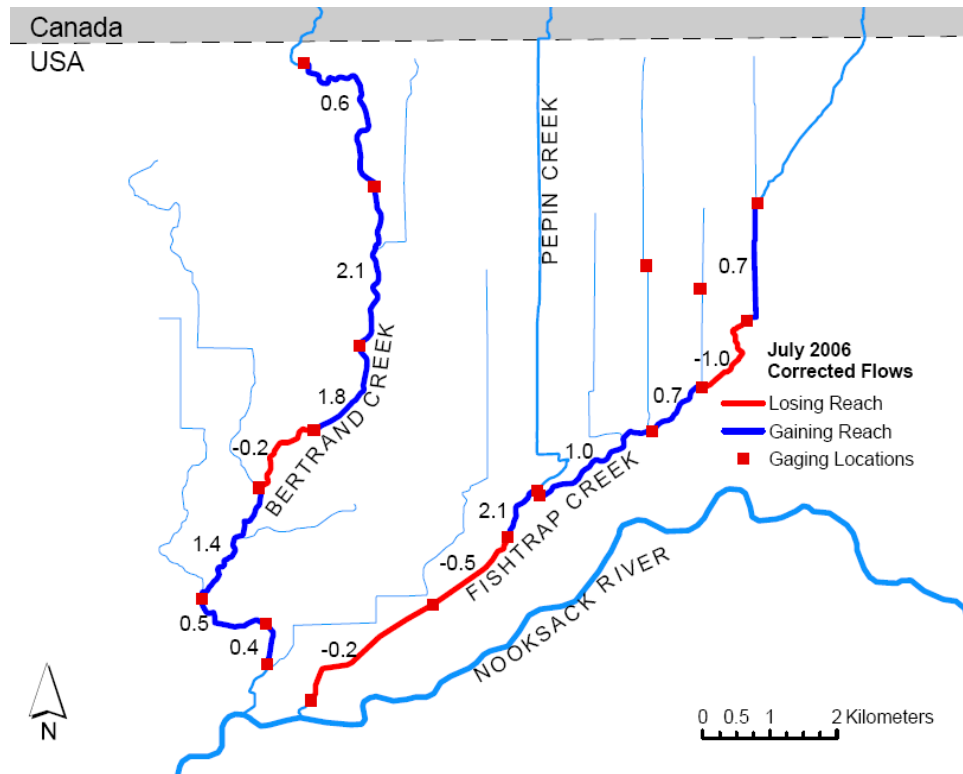 Canada
USA
0.6
PEPIN CREEK
2.1
0.7
BERTRAND CREEK
July 2006
Corrected Flows
-1.0
Losing Reach
1.8
0.7
Gaining Reach
-0.2
1.0
Gaging Locations
2.1
FISHTRAP CREEK
1.4
-0.5
NOOKSACK RIVER
0.5
0.4
-0.2
N
0 0.5 1 2 Kilometers